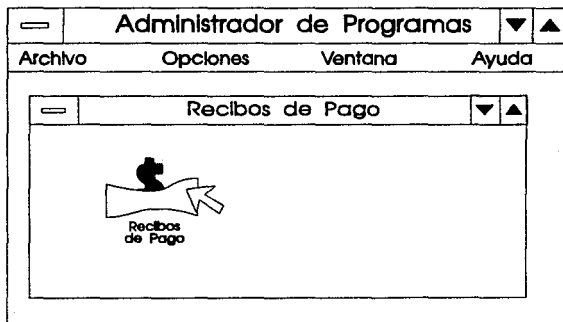 Administrador de Programas
Archivo Opciones Ventana Ayuda
Recibos de Pago
$
Recibos
de Pago